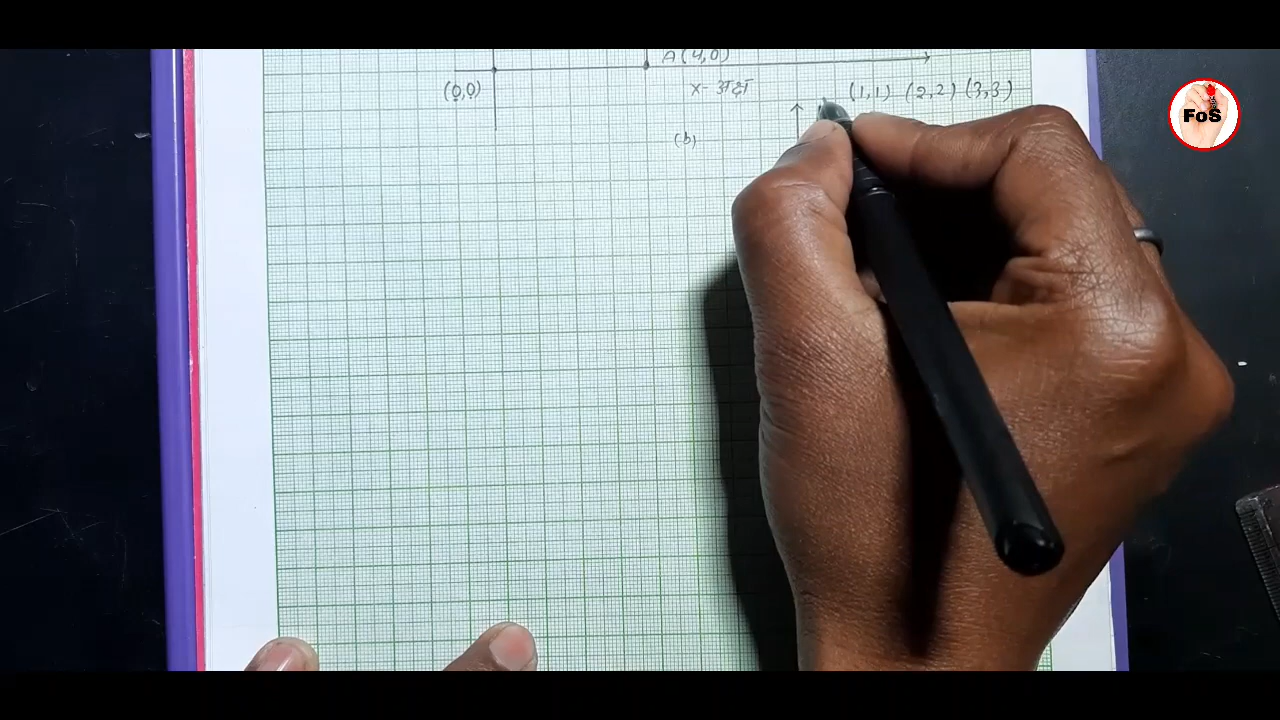 A(4,0)
(0,0)
x-अक्ष
(1,1) (2,2) (3,3)
(b)
FoS